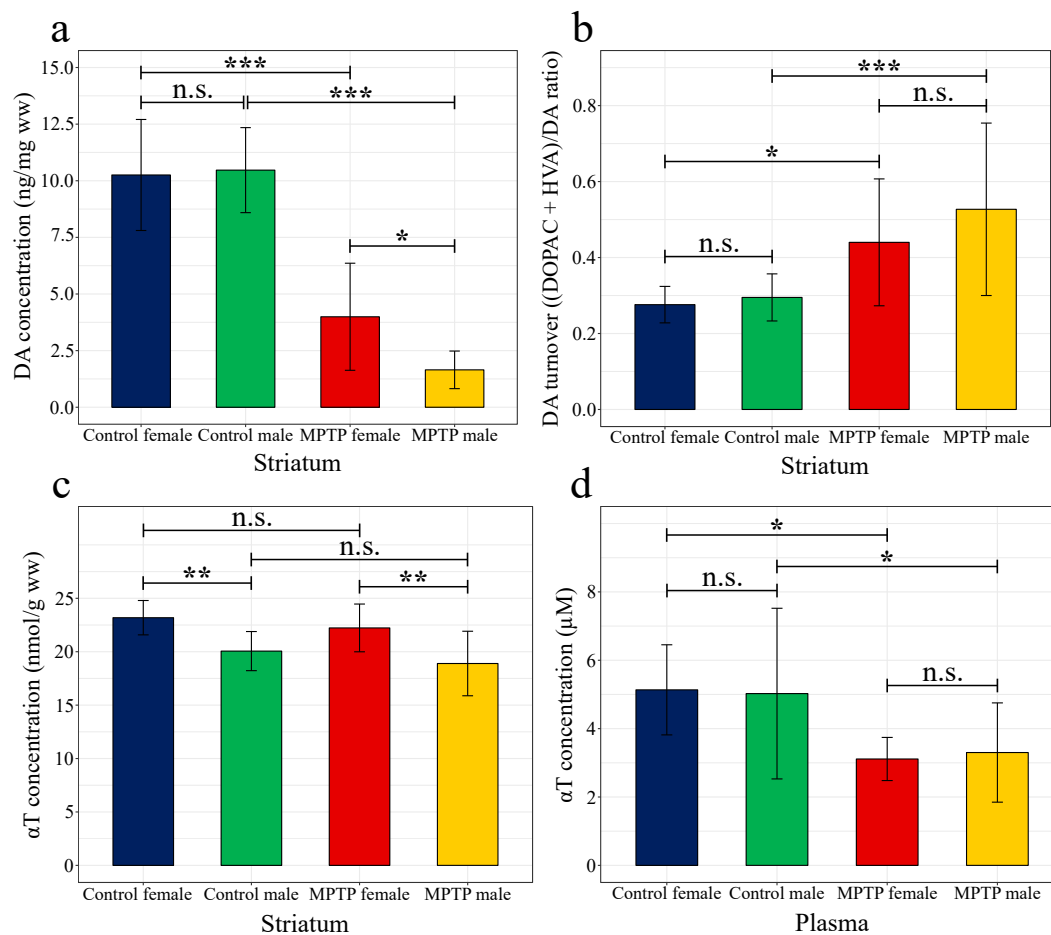 a
DA concentration (ng/mg ww)
15.0
12.5
10.0
7.5
5.0
2.5
0.0
***
n.s.
***
*
Control female
Control male
MPTP female
MPTP male
Striatum
b
DA turnover ((DOPAC + HVA)/DA ratio)
0.8
0.6
0.4
0.2
0.0
***
n.s.
*
n.s.
Control female
Control male
MPTP female
MPTP male
Striatum
c
αT concentration (nmol/g ww)
25
20
15
10
5
0
n.s.
n.s.
**
**
Control female
Control male
MPTP female
MPTP male
Striatum
d
αT concentration (μM)
8
6
4
2
0
*
*
n.s.
n.s.
Control female
Control male
MPTP female
MPTP male
Plasma